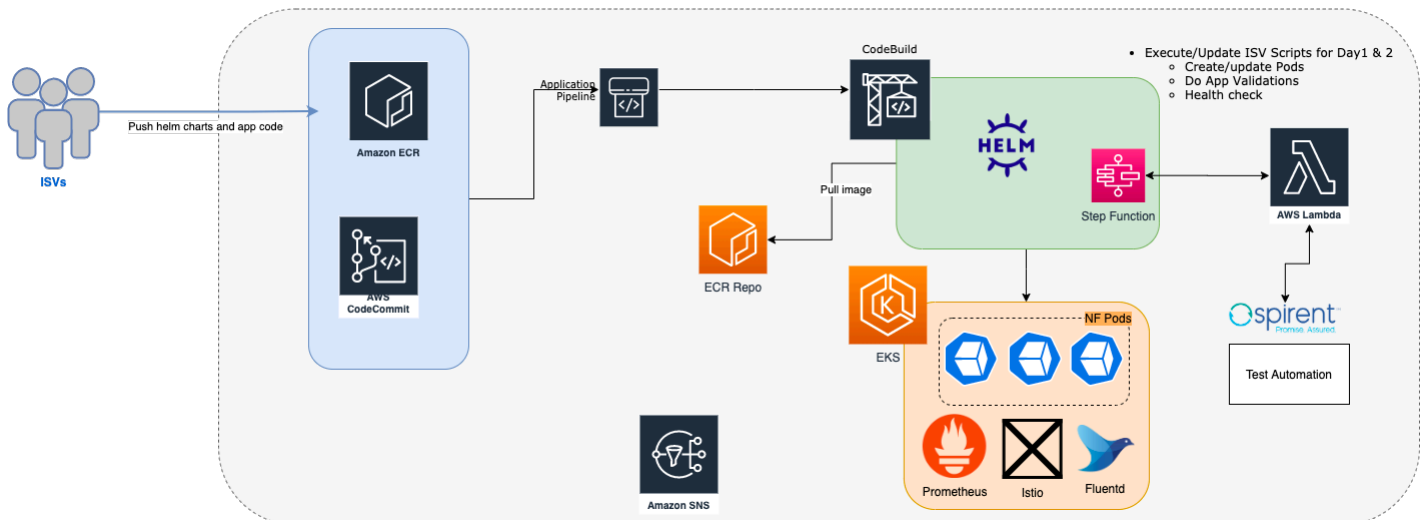 CodeBuild
Execute/Update ISV Scripts for Day1 & 2
Create/update Pods
Do App Validations
Health check
Application
Pipeline
Push helm charts and app code
Amazon ECR
HELM
ISVs
Pull image
Step Function
AWS Lambda
AWS
CodeCommit
ECR Repo
spirent
Promise. Assured.
NF Pods
EKS
Test Automation
Prometheus
Istio
Fluentd
Amazon SNS